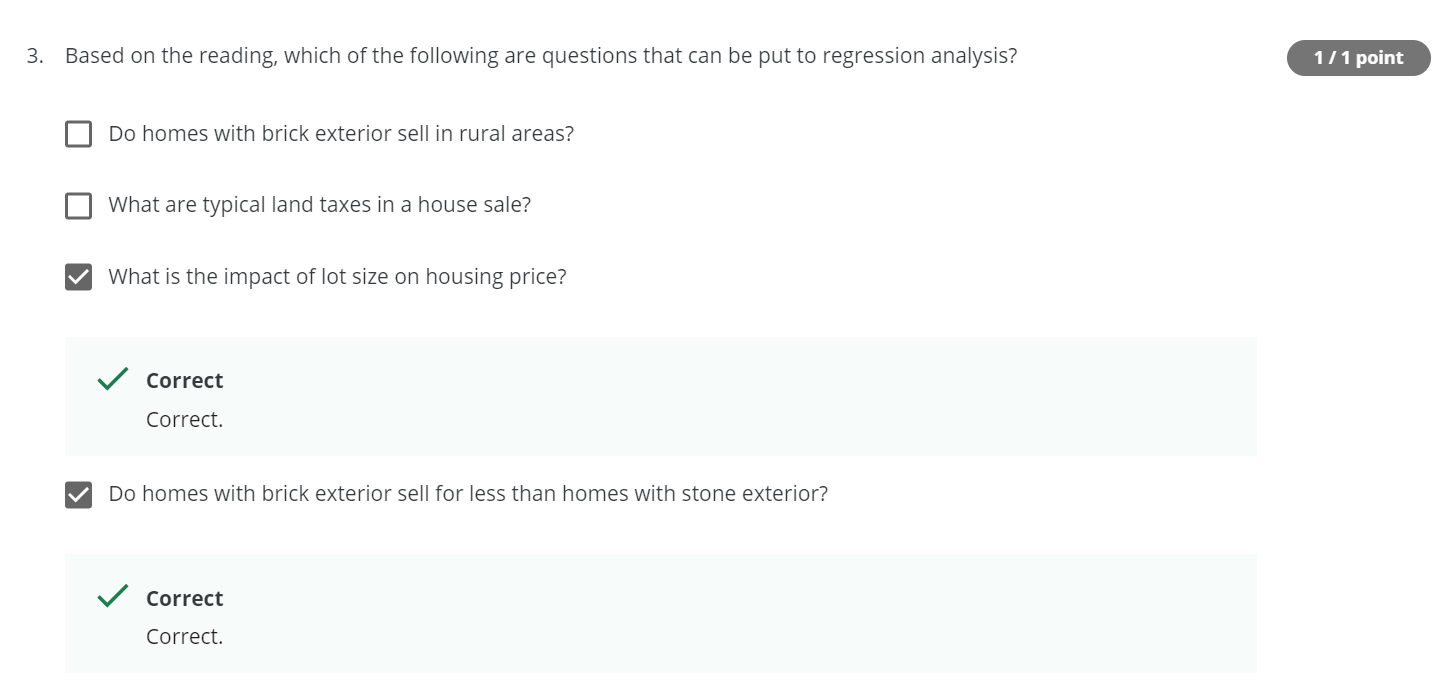 3. Based on the reading, which of the following are questions that can be put to regression analysis?
1 / 1 point
Do homes with brick exterior sell in rural areas?
What are typical land taxes in a house sale?
What is the impact of lot size on housing price?
Correct
Correct.
Do homes with brick exterior sell for less than homes with stone exterior?
Correct
Correct.